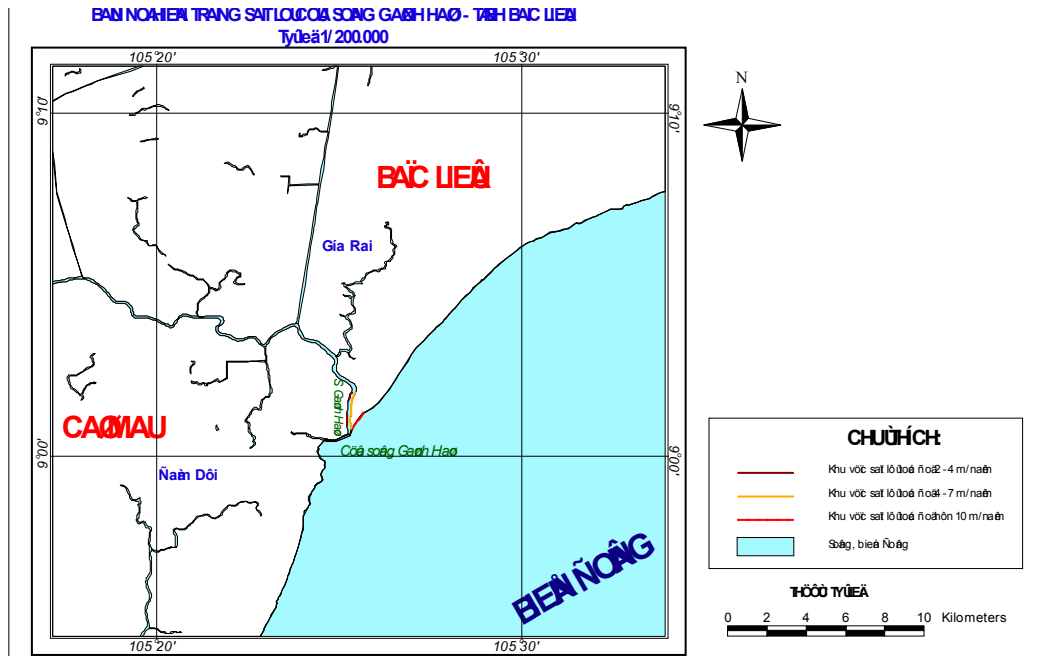 BAÛN ÑOÀ HIEÄN TRAÏNG SAÏT LÔÛ CÖÛA SOÂNG GAØNH HAØO - TÆNH BAÏC LIEÂU
Tyû leä 1/ 200.000
105°20'
105°30'
N
9°10'
9°10'
BAÏC LIEÂU
Gía Rai
S. Gaønh Haøo
CAØ MAU
Cöûa soâng Gaønh Haøo
9°00'
9°00'
Ñaàm Dôi
BIEÅN ÑOÂNG
105°20'
105°30'
CHUÙ THÍCH:
Khu vöïc saït lôû toác ñoä 2 - 4 m/ naêm
Khu vöïc saït lôû toác ñoä 4 - 7 m/ naêm
Khu vöïc saït lôû toác ñoä hôn 10 m/ naêm
Soâng, bieån Ñoâng
THÖÔÙC TYÛ LEÄ
0 2 4 6 8 10 Kilometers